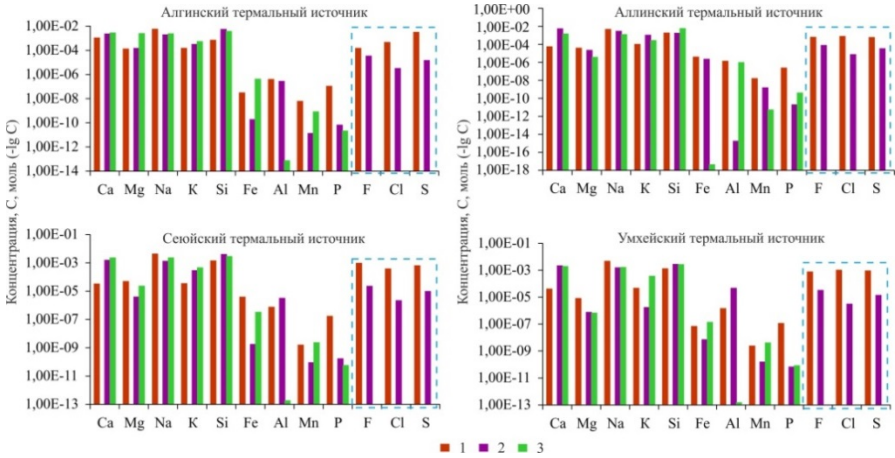 Алгинский термальный источник
1,00E-02
1,00E-04
1,00E-06
1,00E-08
1,00E-10
1,00E-12
1,00E-14
Ca Mg Na K Si Fe Al Mn P F Cl S
Аллинский термальный источник
1,00E+00
1,00E-02
1,00E-04
1,00E-06
1,00E-08
1,00E-10
1,00E-12
1,00E-14
1,00E-16
1,00E-18
Ca Mg Na K Si Fe Al Mn P F Cl S
Концентрация, С, моль (-lg C)
Концентрация, С, моль (-lg C)
Сеюйский термальный источник
1,00E-01
1,00E-03
1,00E-05
1,00E-07
1,00E-09
1,00E-11
1,00E-13
Ca Mg Na K Si Fe Al Mn P F Cl S
Умхейский термальный источник
1,00E-01
1,00E-03
1,00E-05
1,00E-07
1,00E-09
1,00E-11
1,00E-13
Ca Mg Na K Si Fe Al Mn P F Cl S
1 2 3